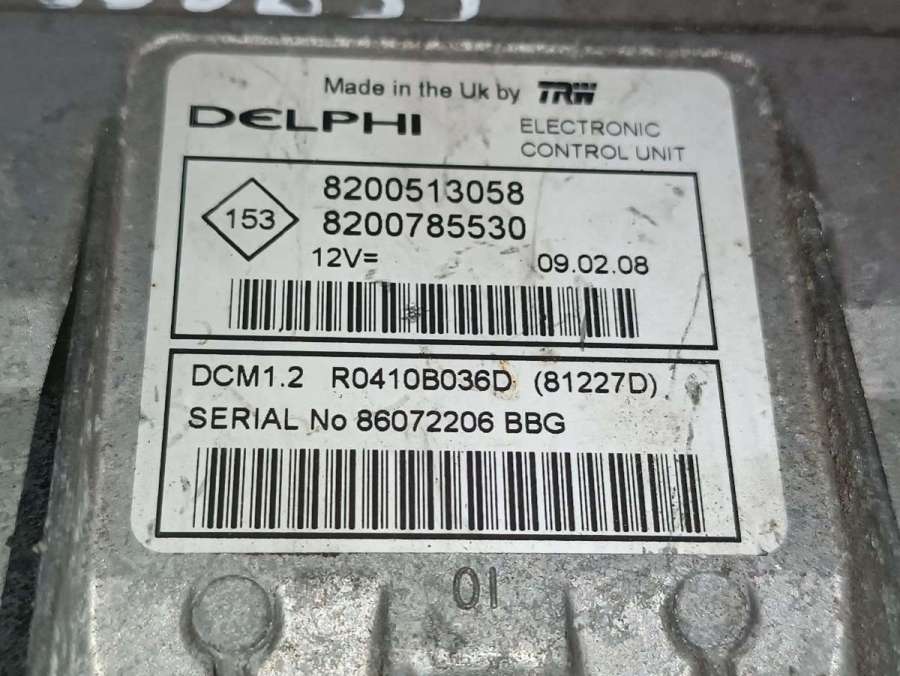 Made in the Uk by TRW
DELPHI
ELECTRONIC
CONTROL UNIT
153
8200513058
8200785530
12V=
09.02.08
DCM1.2 R0410B036D (81227D)
SERIAL No 86072206 BBG
01